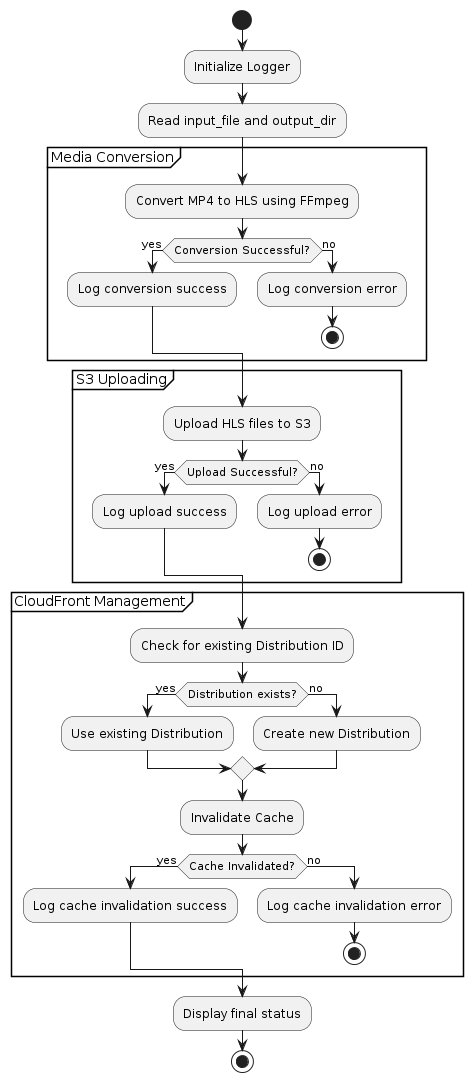 Initialize Logger
Read input_file and output_dir
Media Conversion
Convert MP4 to HLS using FFmpeg
yes
Conversion Successful?
no
Log conversion success
Log conversion error
S3 Uploading
Upload HLS files to S3
yes
Upload Successful?
no
Log upload success
Log upload error
CloudFront Management
Check for existing Distribution ID
yes
Distribution exists?
no
Use existing Distribution
Create new Distribution
Invalidate Cache
yes
Cache Invalidated?
no
Log cache invalidation success
Log cache invalidation error
Display final status